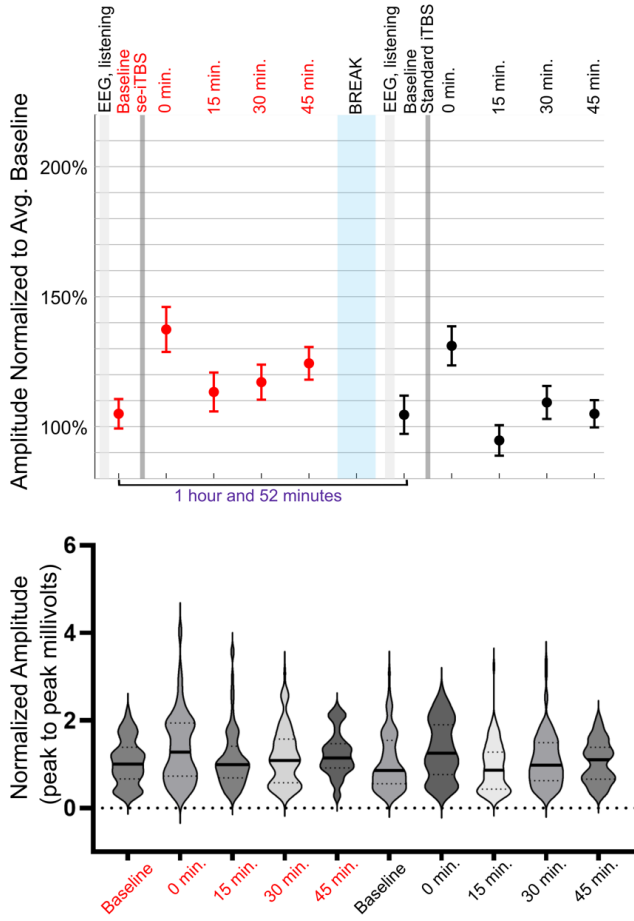 EEG, listening
Baseline
se-iTBS
0 min.
15 min.
30 min.
45 min.
BREAK
EEG, listening
Baseline
Standard iTBS
0 min.
15 min.
30 min.
45 min.
Amplitude Normalized to Avg. Baseline
200%
150%
100%
1 hour and 52 minutes
Normalized Amplitude
(peak to peak millivolts)
6
4
2
0
Baseline
0 min.
15 min.
30 min.
45 min.
Baseline
0 min.
15 min.
30 min.
45 min.